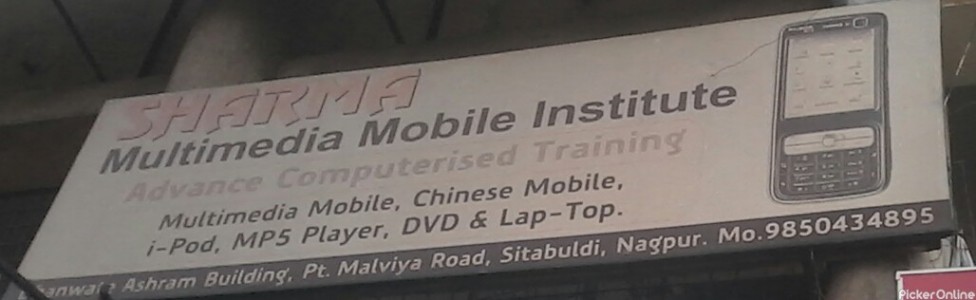 SHARMA
Multimedia Mobile Institute
Advance Computerised Training
Multimedia Mobile, Chinese Mobile,
i-Pod, MP5 Player, DVD & Lap-Top.
Ashram Building, Pt. Malviya Road, Sitabuldi, Nagpur. Mo.9850434895
PickerOnline